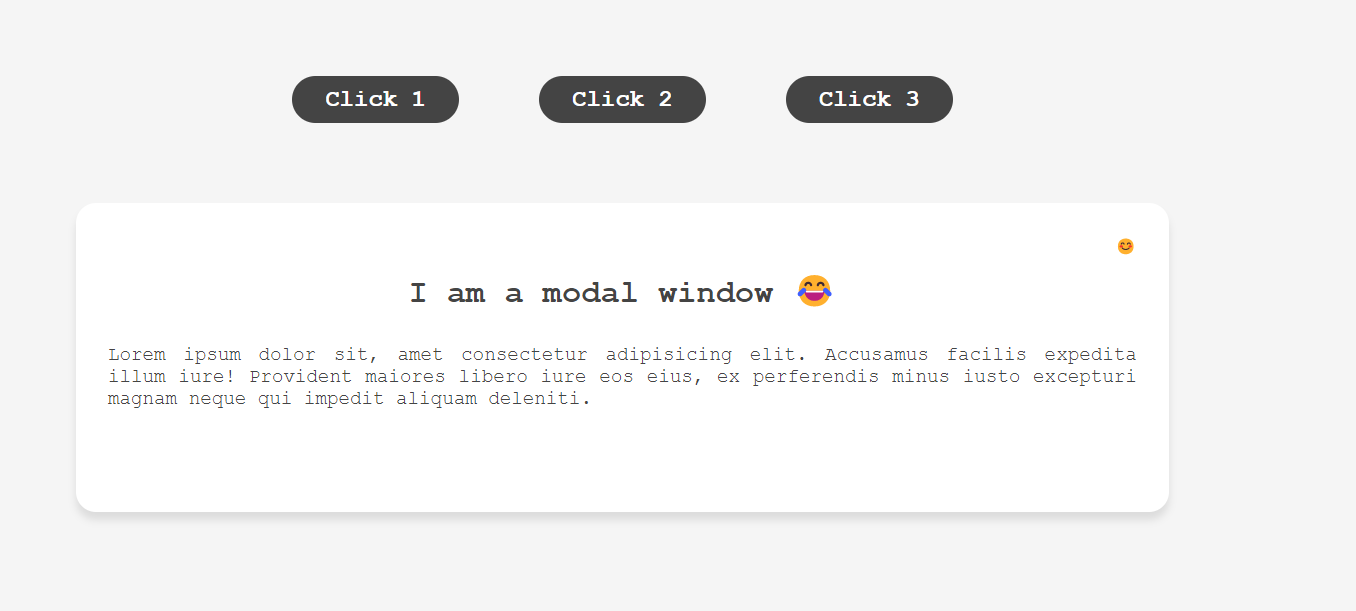 Click 1
Click 2
Click 3
😊
I am a modal window 😂
Lorem ipsum dolor sit, amet consectetur adipisicing elit. Accusamus facilis expedita
illum iure! Provident maiores libero iure eos eius, ex perferendis minus iusto excepturi
magnam neque qui impedit aliquam deleniti.